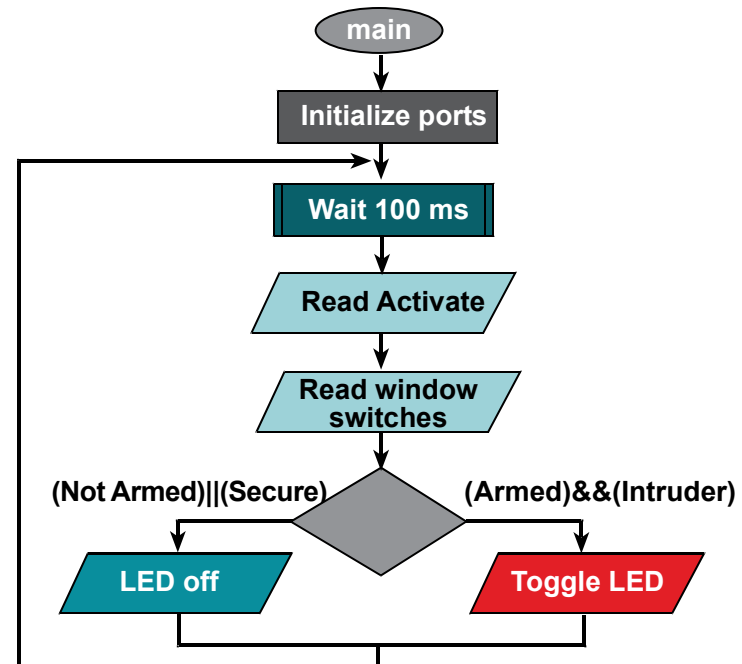 main
Initialize ports
Wait 100 ms
Read Activate
Read window
switches
(Not Armed)||(Secure)
(Armed)&&(Intruder)
LED off
Toggle LED